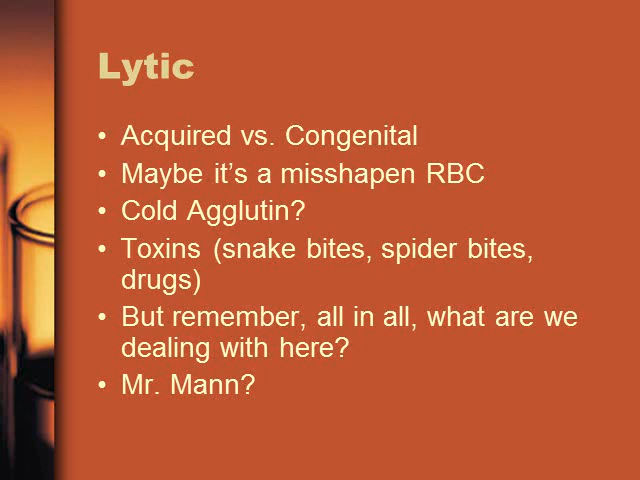 Lytic
• Acquired vs. Congenital
• Maybe it’s a misshapen RBC
• Cold Agglutin?
• Toxins (snake bites, spider bites,
drugs)
• But remember, all in all, what are we
dealing with here?
• Mr. Mann?